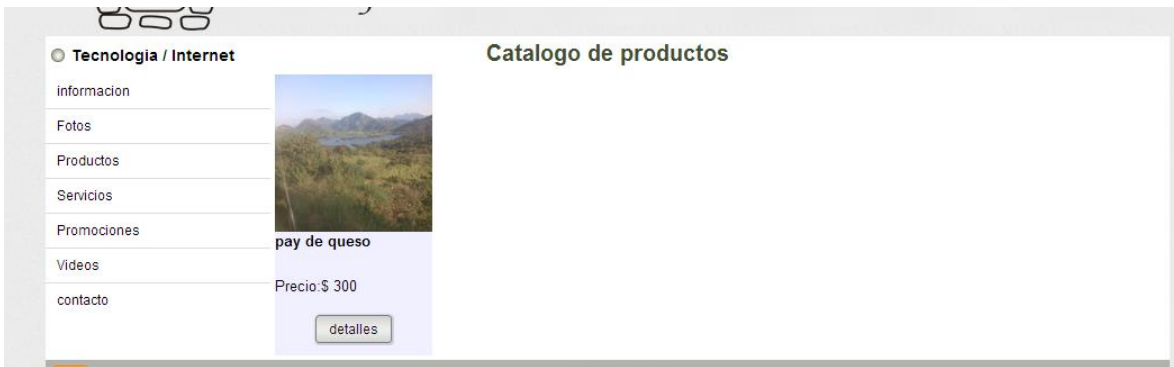 Tecnologia / Internet
Catalogo de productos
informacion
Fotos
Productos
Servicios
Promociones
Videos
contacto
pay de queso
Precio:$ 300
detalles